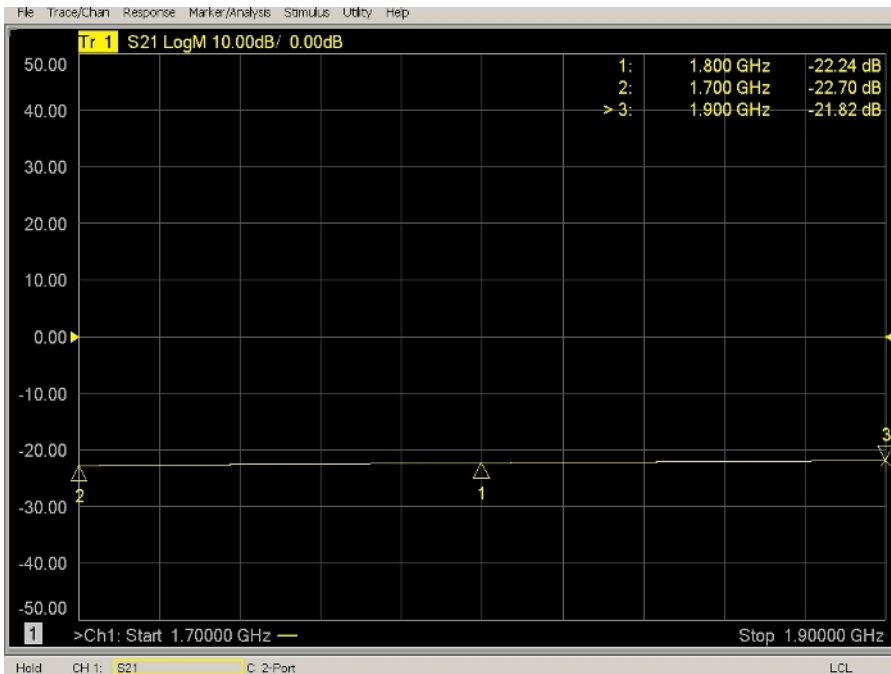 File Trace/Chan Response Marker/Analysis Stimulus Utility Help
Tr 1 S21 LogM 10.00dB/ 0.00dB
50.00
1: 1.800 GHz -22.24 dB
2: 1.700 GHz -22.70 dB
> 3: 1.900 GHz -21.82 dB
40.00
30.00
20.00
10.00
0.00
-10.00
-20.00
3
2
1
-30.00
-40.00
-50.00
1 >Ch1: Start 1.70000 GHz Stop 1.90000 GHz
Hold CH 1: S21 C 2-Port LCL